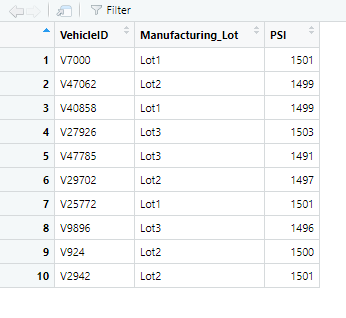 Filter
VehicleID Manufacturing_Lot PSI
1 V7000 Lot1 1501
2 V47062 Lot2 1499
3 V40858 Lot1 1499
4 V27926 Lot3 1503
5 V47785 Lot3 1491
6 V29702 Lot2 1497
7 V25772 Lot1 1501
8 V9896 Lot3 1496
9 V924 Lot2 1500
10 V2942 Lot2 1501